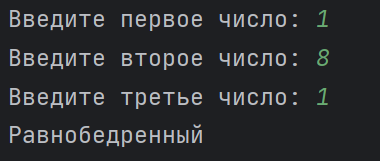 Введите первое число: 1
Введите второе число: 8
Введите третье число: 1
Равнобедренный